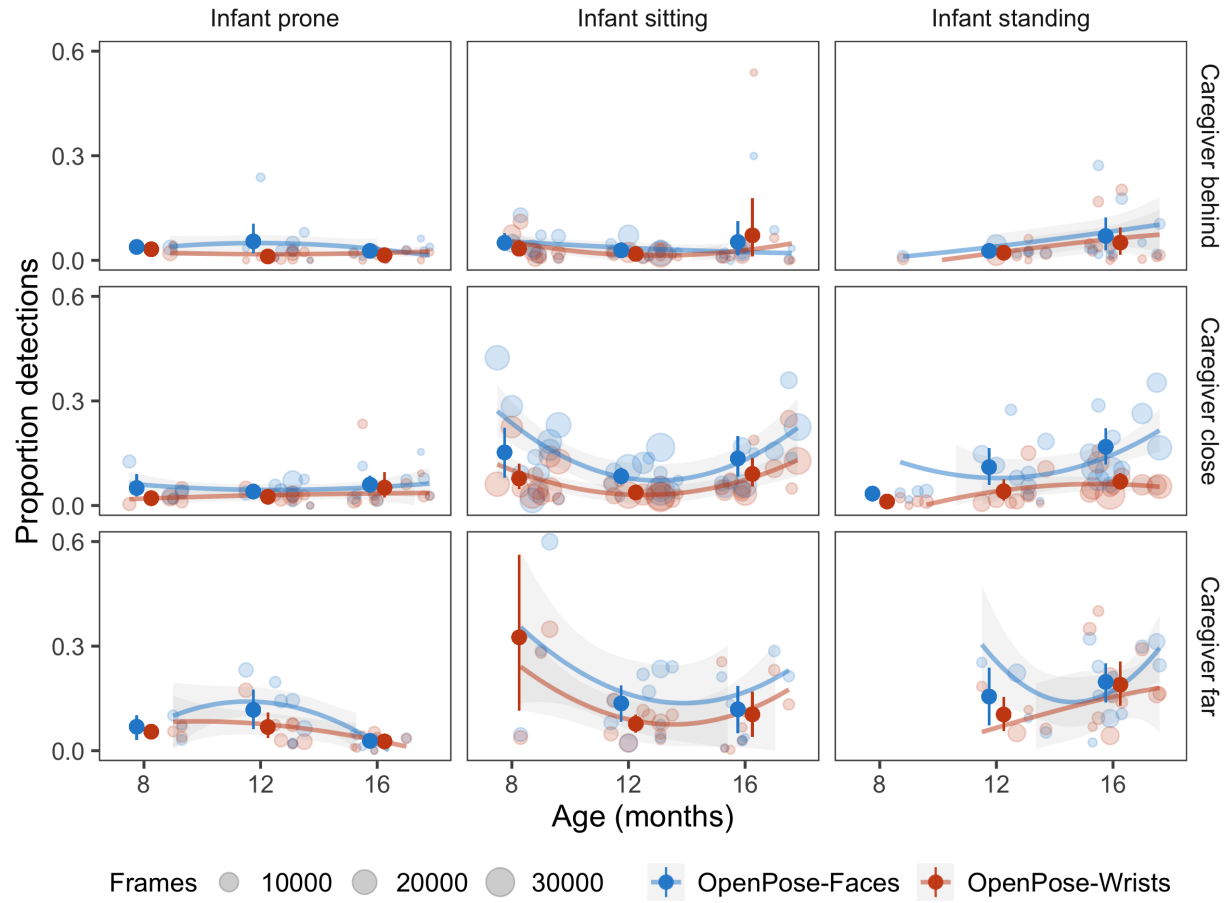 Infant prone Infant sitting Infant standing
0.6
0.3
0.0
Caregiver behind
0.6
0.3
0.0
Caregiver close
0.6
0.3
0.0
Caregiver far
Proportion detections
8 12 16 8 12 16 8 12 16
Age (months)
Frames 10000 20000 30000 OpenPose-Faces OpenPose-Wrists